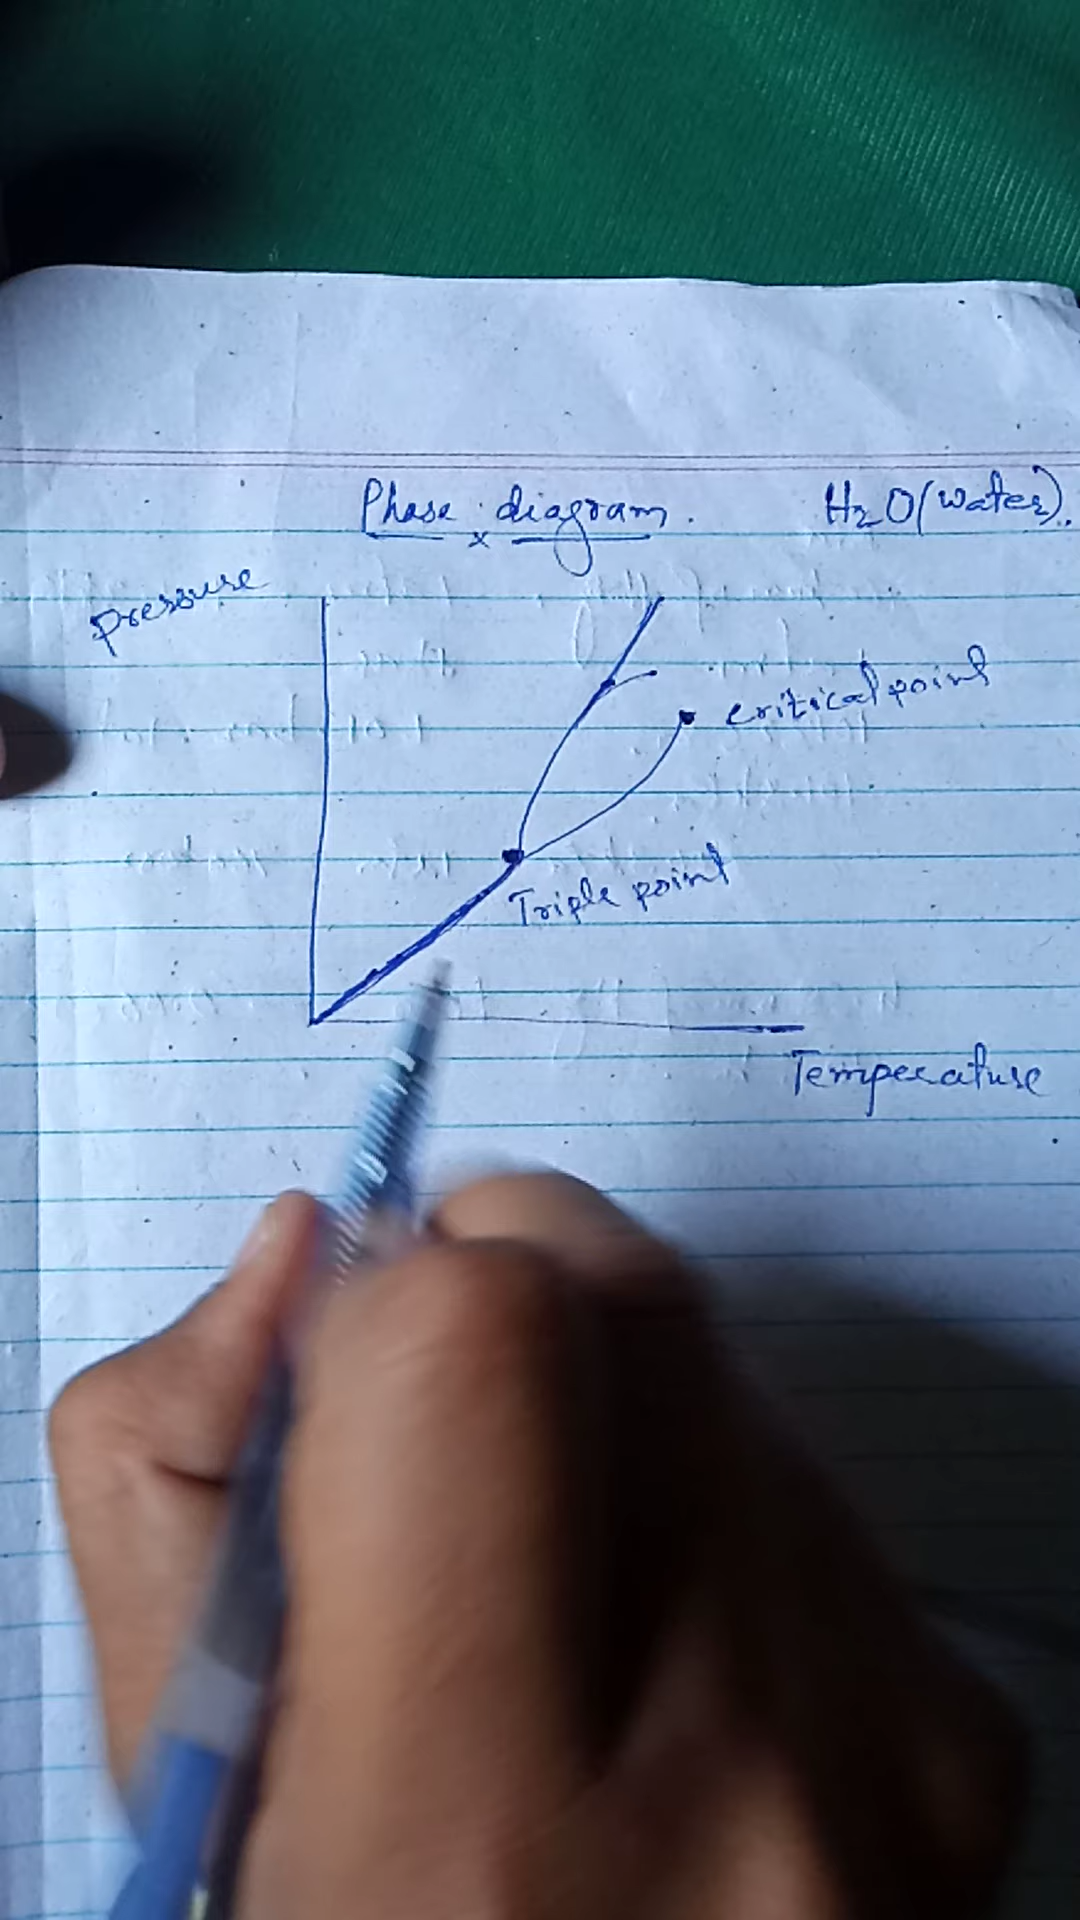 Phase diagram.
H2O (water).
pressure
critical point
Triple point
Temperature